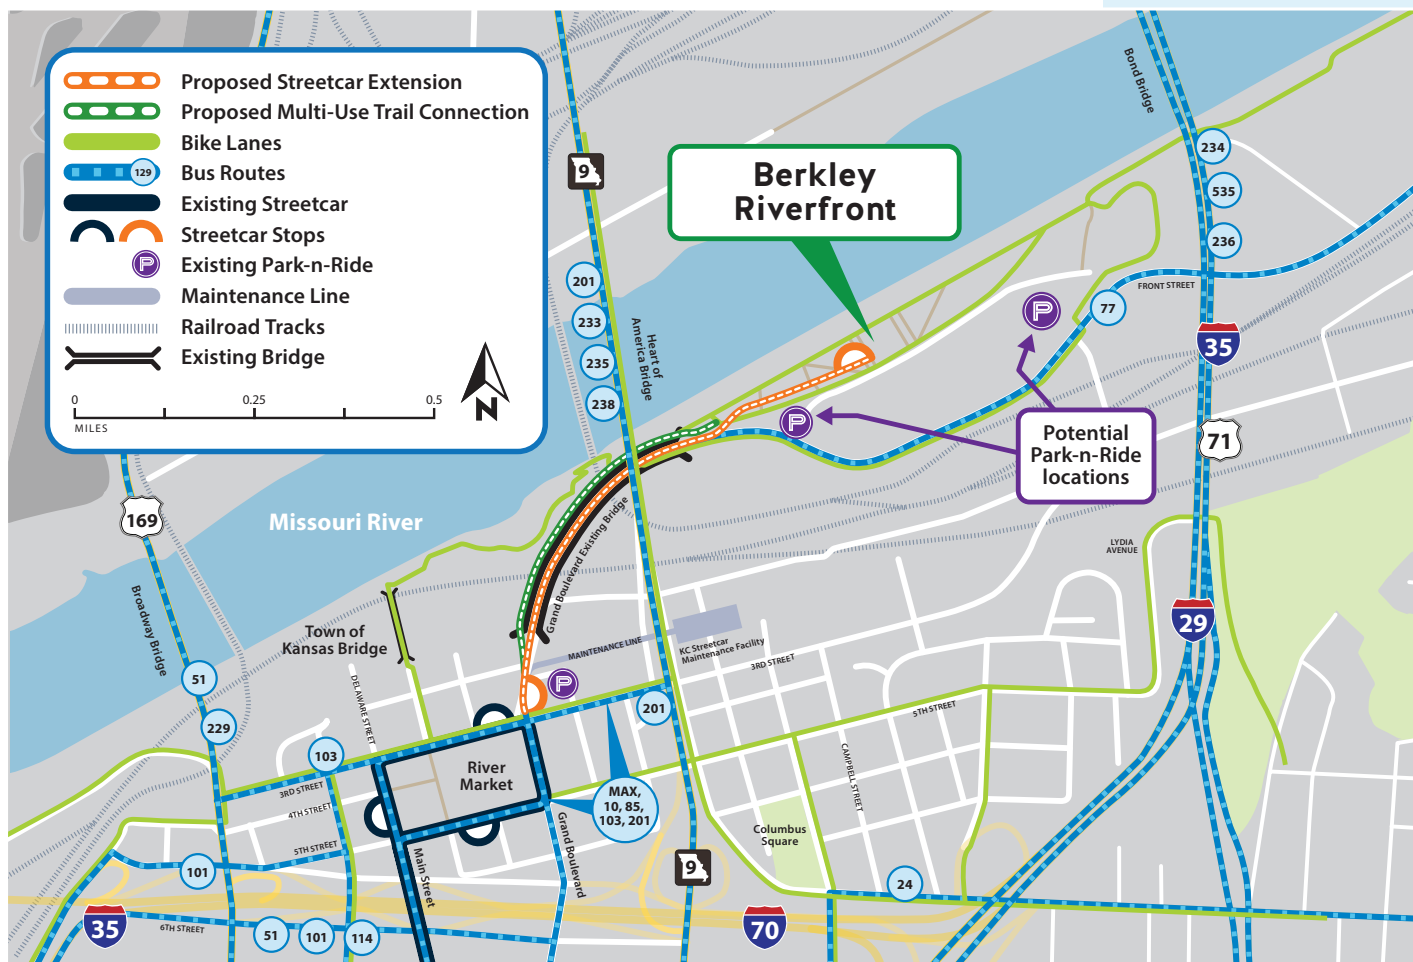 Proposed Streetcar Extension
Proposed Multi-Use Trail Connection
Bike Lanes
129
Bus Routes
Existing Streetcar
Streetcar Stops
P
Existing Park-n-Ride
Maintenance Line
Railroad Tracks
Existing Bridge
0
0.25
0.5
MILES
N
9
Berkley
Riverfront
Bond Bridge
234
535
236
201
233
235
238
Heart of
America Bridge
P
77
FRONT STREET
35
71
P
Potential
Park-n-Ride
locations
169
Missouri River
Grand Boulevard Existing Bridge
LYDIA
AVENUE
29
Broadway Bridge
Town of
Kansas Bridge
MAINTENANCE LINE
KC Streetcar
Maintenance Facility
3RD STREET
51
229
DELAWARE STREET
P
201
5TH STREET
103
3RD STREET
4TH STREET
5TH STREET
River
Market
MAX,
10, 85,
103, 201
CAMPBELL STREET
Columbus
Square
101
Main Street
Grand Boulevard
9
24
35
6TH STREET
51
101
114
70